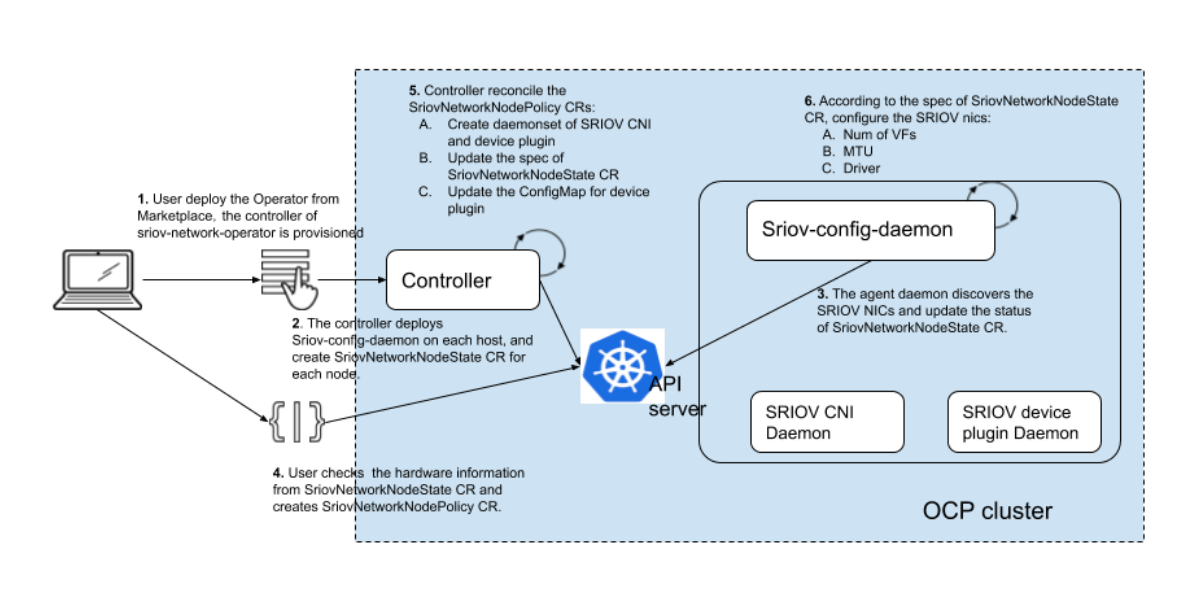 1. User deploy the Operator from
Marketplace, the controller of
sriov-network-operator is provisioned
2. The controller deploys
Sriov-config-daemon on each host, and
create SriovNetworkNodeState CR for
each node.
4. User checks the hardware information
from SriovNetworkNodeState CR and
creates SriovNetworkNodePolicy CR.
5. Controller reconcile the
SriovNetworkNodePolicy CRs:
A. Create daemonset of SRIOV CNI
and device plugin
B. Update the spec of
SriovNetworkNodeState CR
C. Update the ConfigMap for device
plugin
Controller
API
server
6. According to the spec of SriovNetworkNodeState
CR, configure the SRIOV nics:
A. Num of VFs
B. MTU
C. Driver
Sriov-config-daemon
3. The agent daemon discovers the
SRIOV NICs and update the status
of SriovNetworkNodeState CR.
SRIOV CNI
Daemon
SRIOV device
plugin Daemon
OCP cluster